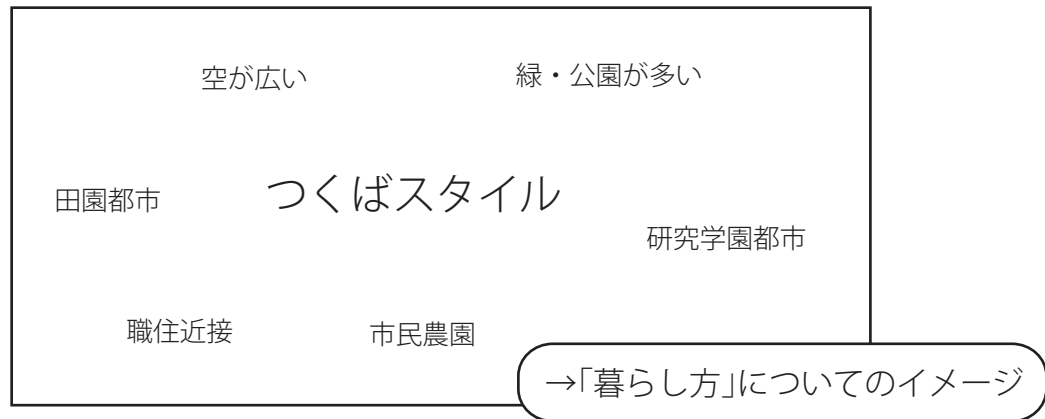 空が広い
緑・公園が多い
田園都市
つくばスタイル
研究学園都市
職住近接
市民農園
→「暮らし方」についてのイメージ